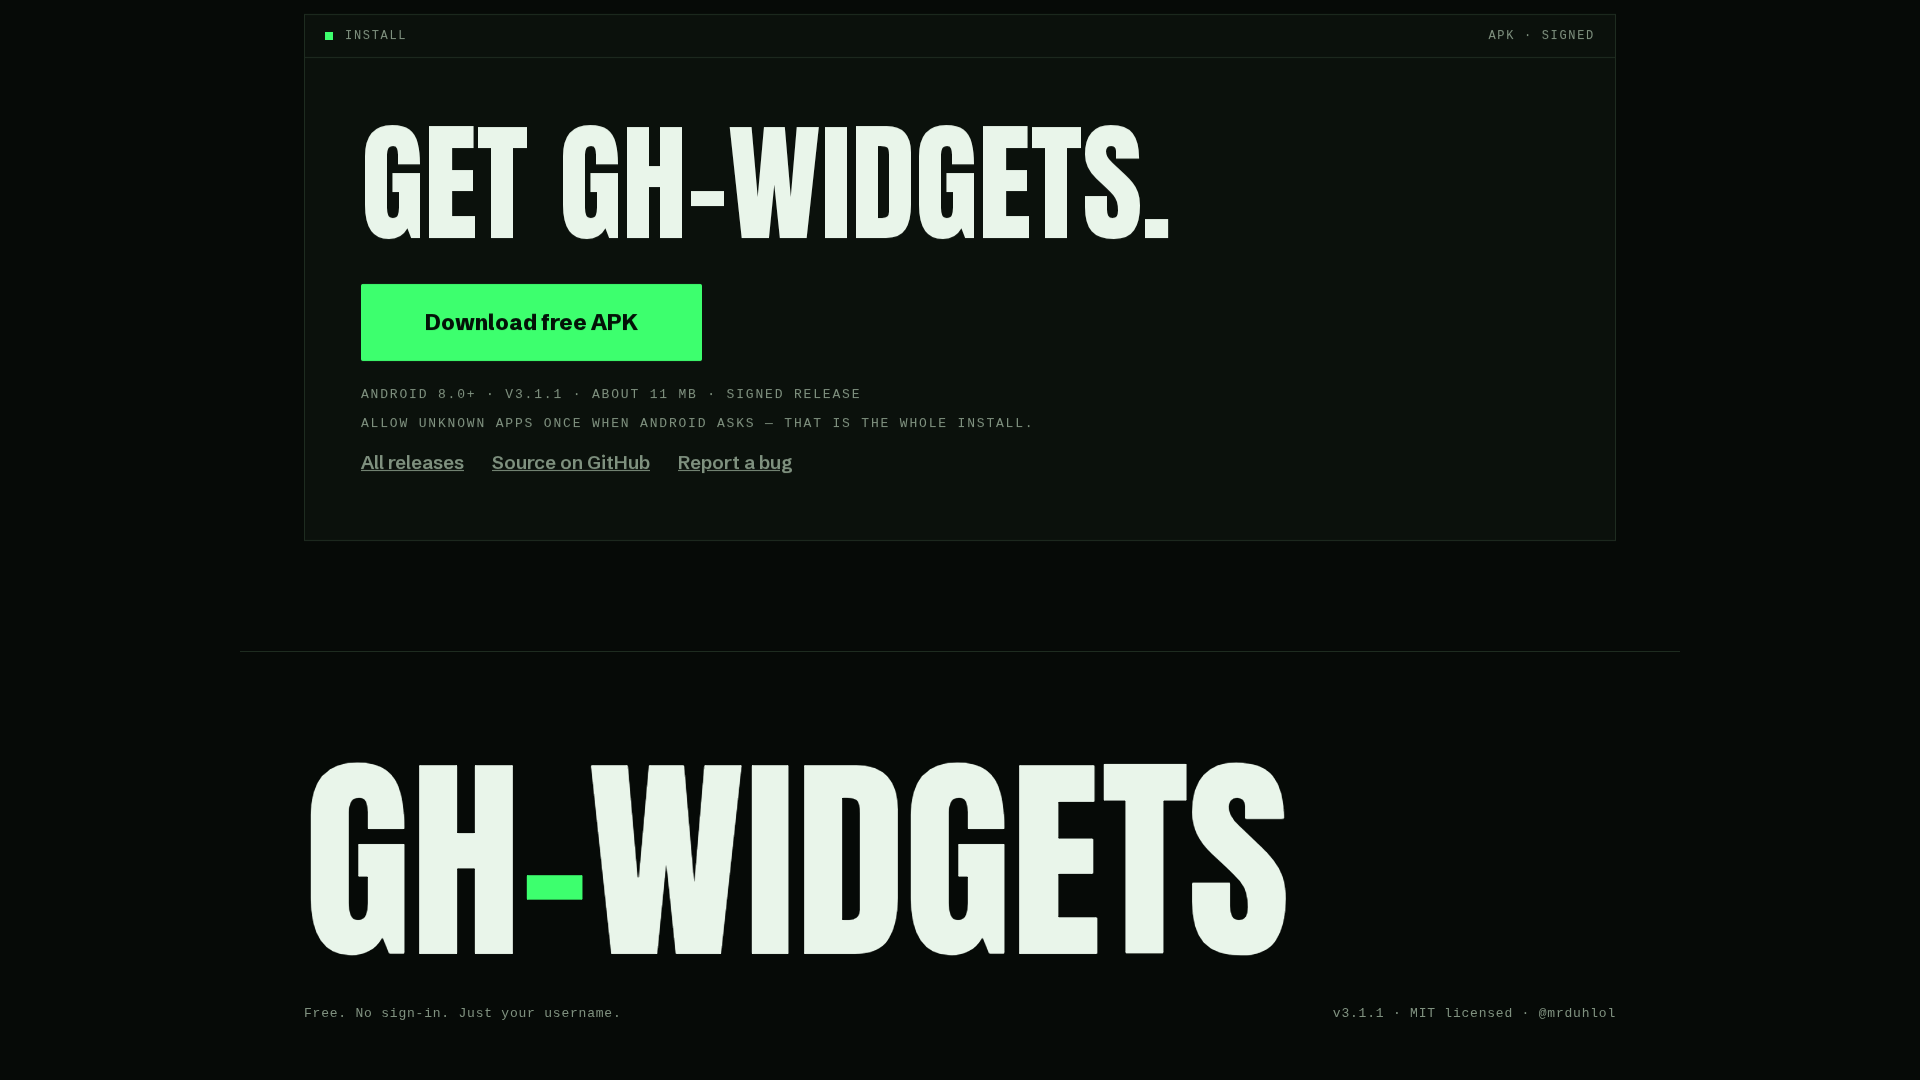 INSTALL
APK · SIGNED
GET GH-WIDGETS.
Download free APK
ANDROID 8.0+ · V3.1.1 · ABOUT 11 MB · SIGNED RELEASE
ALLOW UNKNOWN APPS ONCE WHEN ANDROID ASKS — THAT IS THE WHOLE INSTALL.
All releases Source on GitHub Report a bug
GH-WIDGETS
Free. No sign-in. Just your username.
v3.1.1 · MIT licensed · @mrduhlol